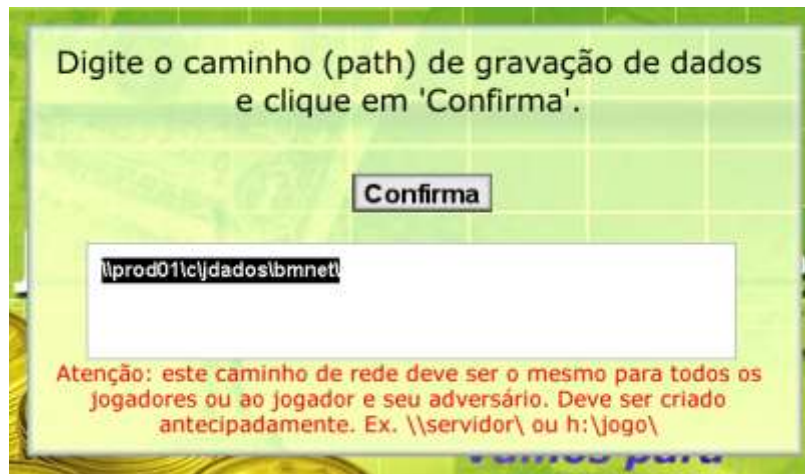 Digite o caminho (path) de gravação de dados
e clique em 'Confirma'.
Confirma
\\prod01\c\jdados\bmnet\
Atenção: este caminho de rede deve ser o mesmo para todos os
jogadores ou ao jogador e seu adversário. Deve ser criado
antecipadamente. Ex. \\servidor\ ou h:\jogo\
vamos para